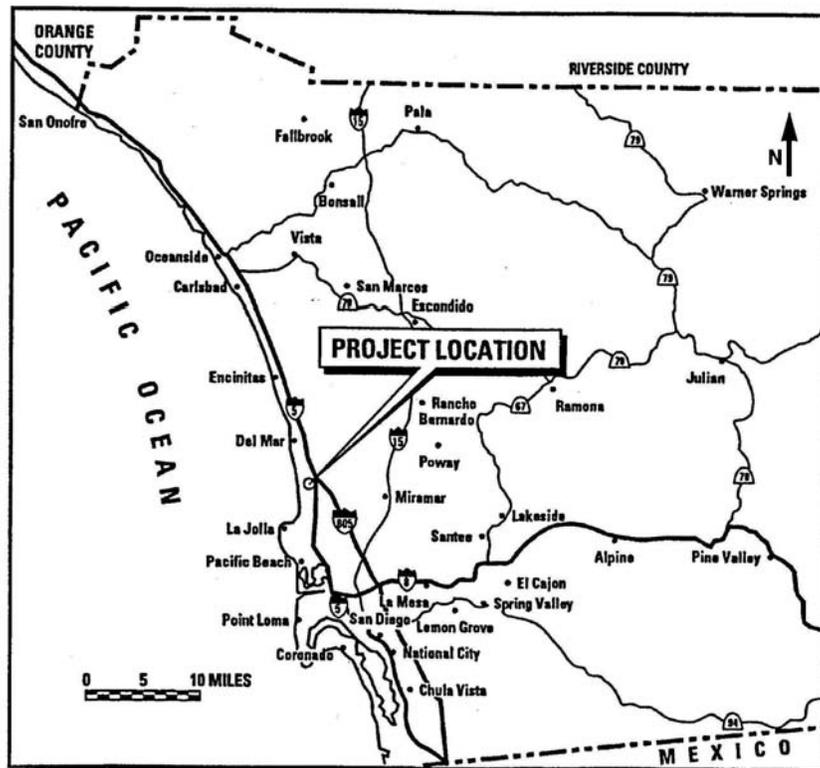 ORANGE
COUNTY
RIVERSIDE COUNTY
San Onofre
Fallbrook
15
Pala
79
N
Warner Springs
Bonsall
PACIFIC OCEAN
Oceanside
Vista
Carlsbad
San Marcos
78
79
Escondido
PROJECT LOCATION
78
Julian
Encinitas
5
Rancho
Bernardo
67
Ramona
Del Mar
15
Poway
78
Miramar
805
La Jolla
Lakeside
Santee
Alpine
Pine Valley
Pacific Beach
8
El Cajon
5
La Mesa
Spring Valley
Point Loma
San Diego
Lemon Grove
Coronado
National City
0 5 10 MILES
Chula Vista
94
MEXICO